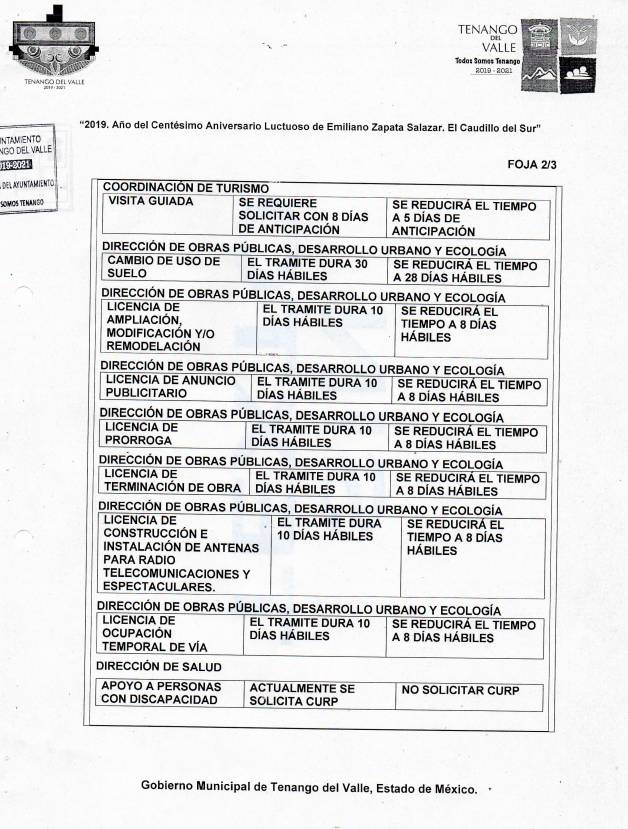 TENANGO DEL VALLE
2019 - 2021
TENANGO
DEL
VALLE
Todos Somos Tenango
2019 - 2021
“2019. Año del Centésimo Aniversario Luctuoso de Emiliano Zapata Salazar. El Caudillo del Sur”
NTAMIENTO
NGO DEL VALLE
019-2021
DEL AYUNTAMIENTO
SOMOS TENANGO
FOJA 2/3
COORDINACIÓN DE TURISMO
VISITA GUIADA
SE REQUIERE
SOLICITAR CON 8 DÍAS
DE ANTICIPACIÓN
SE REDUCIRÁ EL TIEMPO
A 5 DÍAS DE
ANTICIPACIÓN
DIRECCIÓN DE OBRAS PÚBLICAS, DESARROLLO URBANO Y ECOLOGÍA
CAMBIO DE USO DE
SUELO
EL TRAMITE DURA 30
DÍAS HÁBILES
SE REDUCIRÁ EL TIEMPO
A 28 DÍAS HÁBILES
DIRECCIÓN DE OBRAS PÚBLICAS, DESARROLLO URBANO Y ECOLOGÍA
LICENCIA DE
AMPLIACIÓN,
MODIFICACIÓN Y/O
REMODELACIÓN
EL TRAMITE DURA 10
DÍAS HÁBILES
SE REDUCIRÁ EL
TIEMPO A 8 DÍAS
HÁBILES
DIRECCIÓN DE OBRAS PÚBLICAS, DESARROLLO URBANO Y ECOLOGÍA
LICENCIA DE ANUNCIO
PUBLICITARIO
EL TRAMITE DURA 10
DÍAS HÁBILES
SE REDUCIRÁ EL TIEMPO
A 8 DÍAS HÁBILES
DIRECCIÓN DE OBRAS PÚBLICAS, DESARROLLO URBANO Y ECOLOGÍA
LICENCIA DE
PRORROGA
EL TRAMITE DURA 10
DÍAS HÁBILES
SE REDUCIRÁ EL TIEMPO
A 8 DÍAS HÁBILES
DIRECCIÓN DE OBRAS PÚBLICAS, DESARROLLO URBANO Y ECOLOGÍA
LICENCIA DE
TERMINACIÓN DE OBRA
EL TRAMITE DURA 10
DÍAS HÁBILES
SE REDUCIRÁ EL TIEMPO
A 8 DÍAS HÁBILES
DIRECCIÓN DE OBRAS PÚBLICAS, DESARROLLO URBANO Y ECOLOGÍA
LICENCIA DE
CONSTRUCCIÓN E
INSTALACIÓN DE ANTENAS
PARA RADIO
TELECOMUNICACIONES Y
ESPECTACULARES.
EL TRAMITE DURA
10 DÍAS HÁBILES
SE REDUCIRÁ EL
TIEMPO A 8 DÍAS
HÁBILES
DIRECCIÓN DE OBRAS PÚBLICAS, DESARROLLO URBANO Y ECOLOGÍA
LICENCIA DE
OCUPACIÓN
TEMPORAL DE VÍA
EL TRAMITE DURA 10
DÍAS HÁBILES
SE REDUCIRÁ EL TIEMPO
A 8 DÍAS HÁBILES
DIRECCIÓN DE SALUD
APOYO A PERSONAS
CON DISCAPACIDAD
ACTUALMENTE SE
SOLICITA CURP
NO SOLICITAR CURP
Gobierno Municipal de Tenango del Valle, Estado de México.